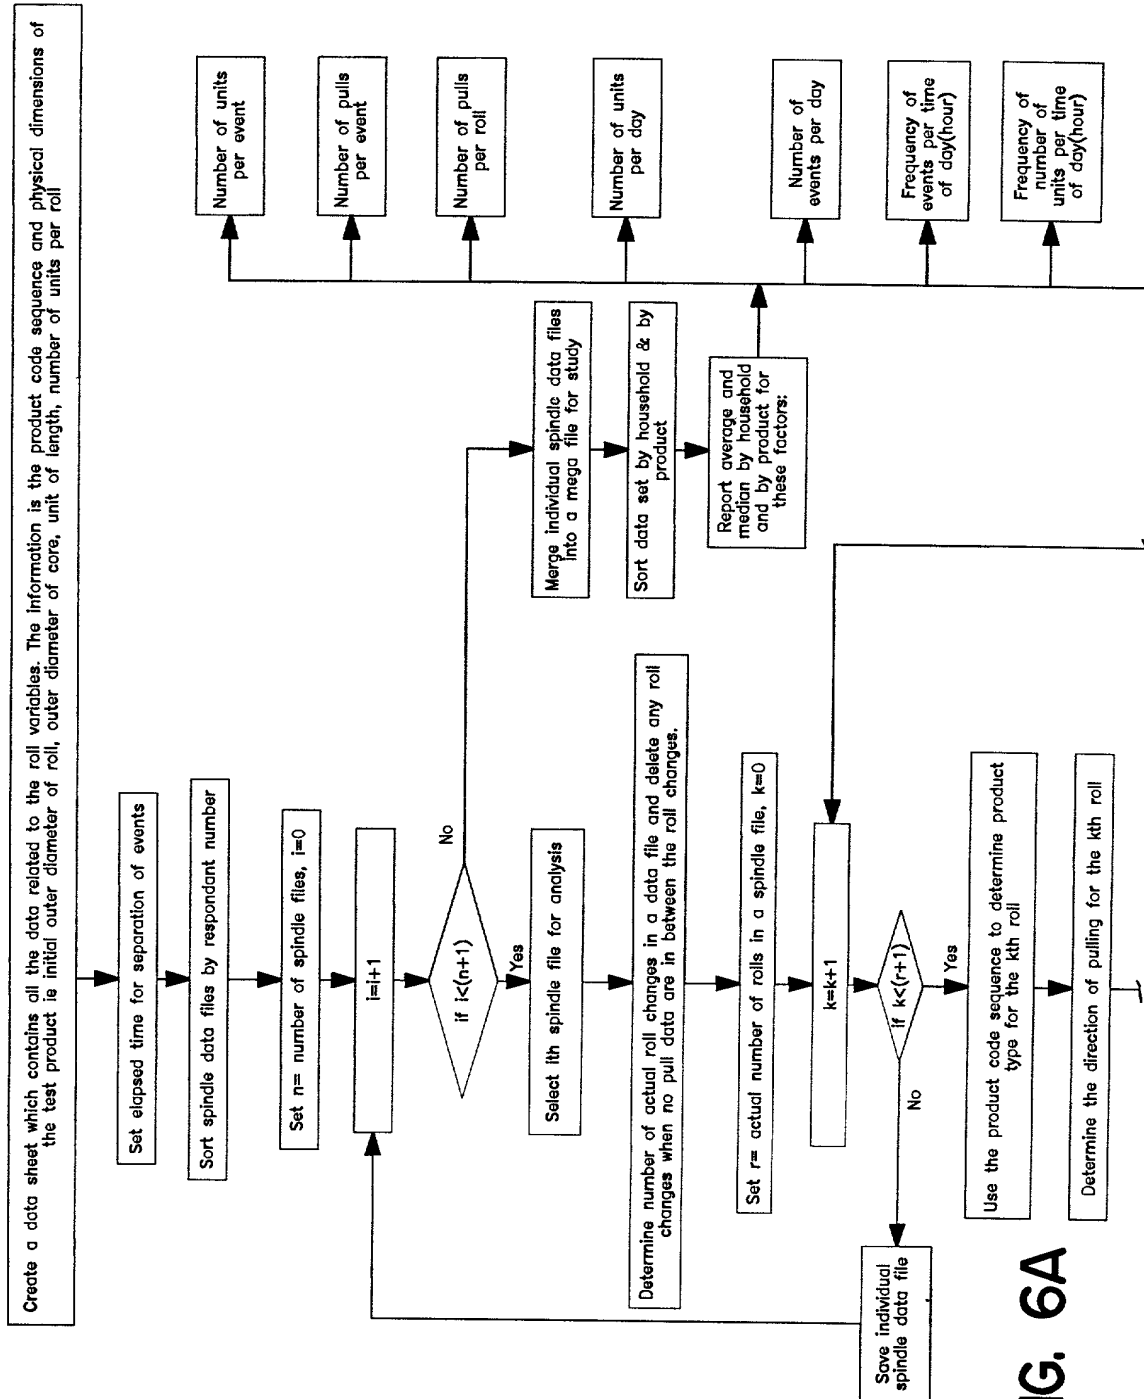 Create a data sheet which contains all the data related to the roll variables. The information is the product code sequence and physical dimensions of
the test product ie initial outer diameter of roll, outer diameter of core, unit of length, number of units per roll
Set elapsed time for separation of events
Sort spindle data files by respondant number
Set n= number of spindle files, i=0
i=i+1
if i<(n+1)
No
Yes
Select ith spindle file for analysis
Determine number of actual roll changes in a data file and delete any roll
changes when no pull data are in between the roll changes.
Set r= actual number of rolls in a spindle file, k=0
k=k+1
if k<(r+1)
No
Yes
Save individual
spindle data file
Use the product code sequence to determine product
type for the kth roll
Determine the direction of pulling for the kth roll
Merge individual spindle data files
into a mega file for study
Sort data set by household & by
product
Report average and
median by household
and by product for
these factors:
Number of units
per event
Number of pulls
per event
Number of pulls
per roll
Number of units
per day
Number of
events per day
Frequency of
events per time
of day(hour)
Frequency of
number of
units per time
of day(hour)
IG. 6A